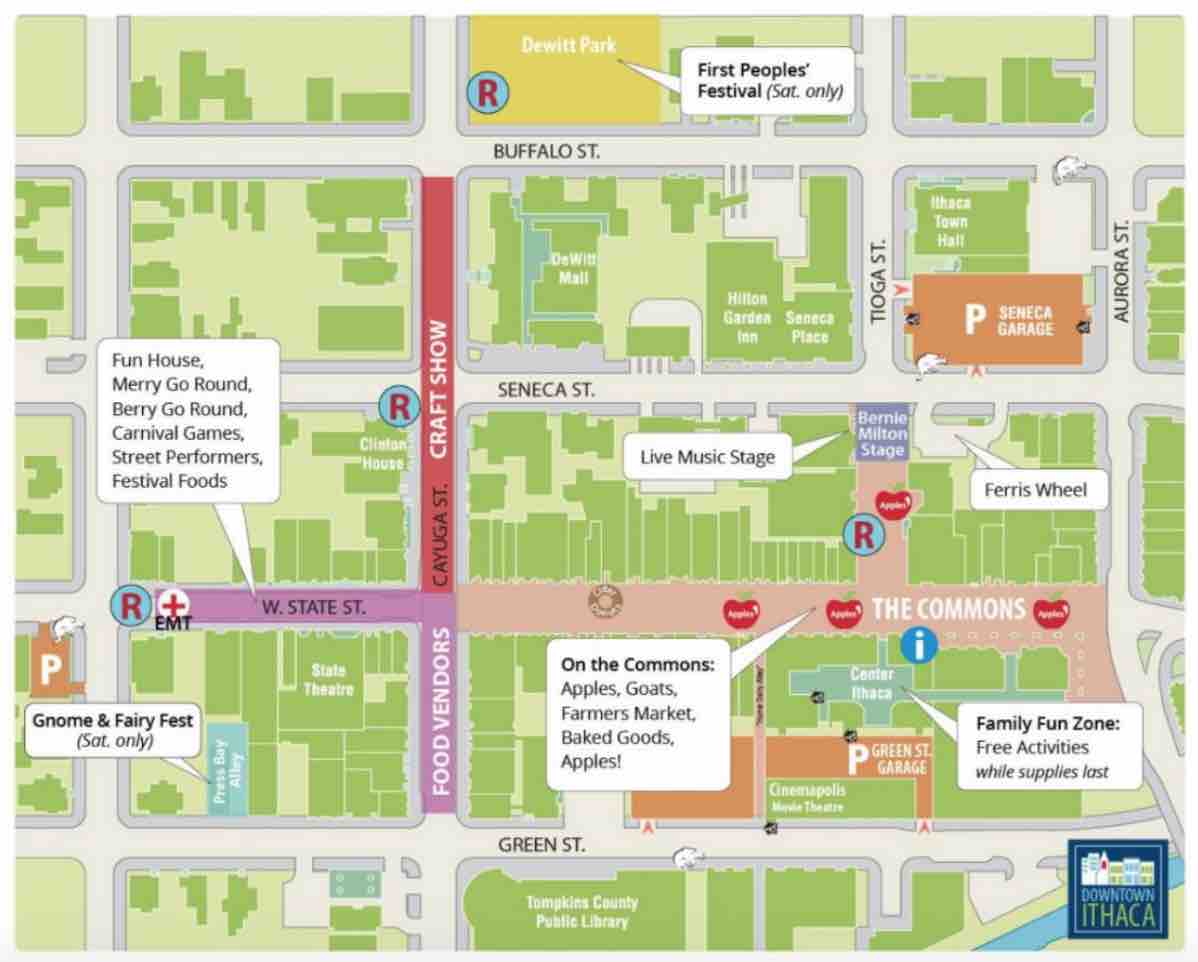 Dewitt Park
First Peoples’
Festival (Sat. only)
R
BUFFALO ST.
Ithaca
Town
Hall
DeWitt
Mall
Hilton
Garden
Inn
Seneca
Place
TIOGA ST.
AURORA ST.
P SENECA
GARAGE
Fun House,
Merry Go Round,
Berry Go Round,
Carnival Games,
Street Performers,
Festival Foods
CRAFT SHOW
SENECA ST.
R
Clinton
House
Bernie
Milton
Stage
Live Music Stage
Ferris Wheel
CAYUGA ST.
Apples
R
R
EMT
W. STATE ST.
Apples
Apples
THE COMMONS
Apples
i
P
State
Theatre
FOOD VENDORS
On the Commons:
Apples, Goats,
Farmers Market,
Baked Goods,
Apples!
Center
Ithaca
Gnome & Fairy Fest
(Sat. only)
Press Bay
Alley
P GREEN ST.
GARAGE
Family Fun Zone:
Free Activities
while supplies last
Cinemapolis
Movie Theatre
GREEN ST.
Tompkins County
Public Library
DOWNTOWN
ITHACA